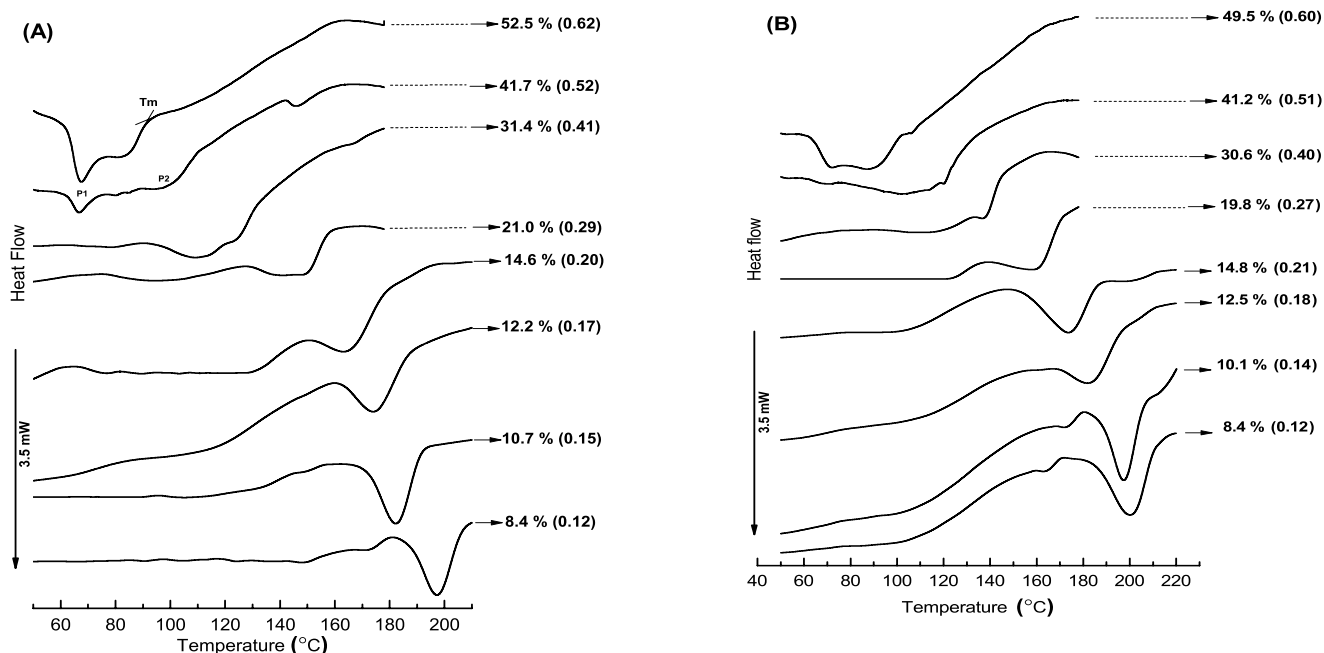 (A)
52.5 % (0.62)
Tm
41.7 % (0.52)
31.4 % (0.41)
P1
P2
21.0 % (0.29)
14.6 % (0.20)
12.2 % (0.17)
10.7 % (0.15)
8.4 % (0.12)
Heat Flow
3.5 mW
60 80 100 120 140 160 180 200
Temperature (°C)
(B)
49.5 % (0.60)
41.2 % (0.51)
30.6 % (0.40)
19.8 % (0.27)
14.8 % (0.21)
12.5 % (0.18)
10.1 % (0.14)
8.4 % (0.12)
Heat flow
3.5 mW
40 60 80 100 120 140 160 180 200 220
Temperature (°C)